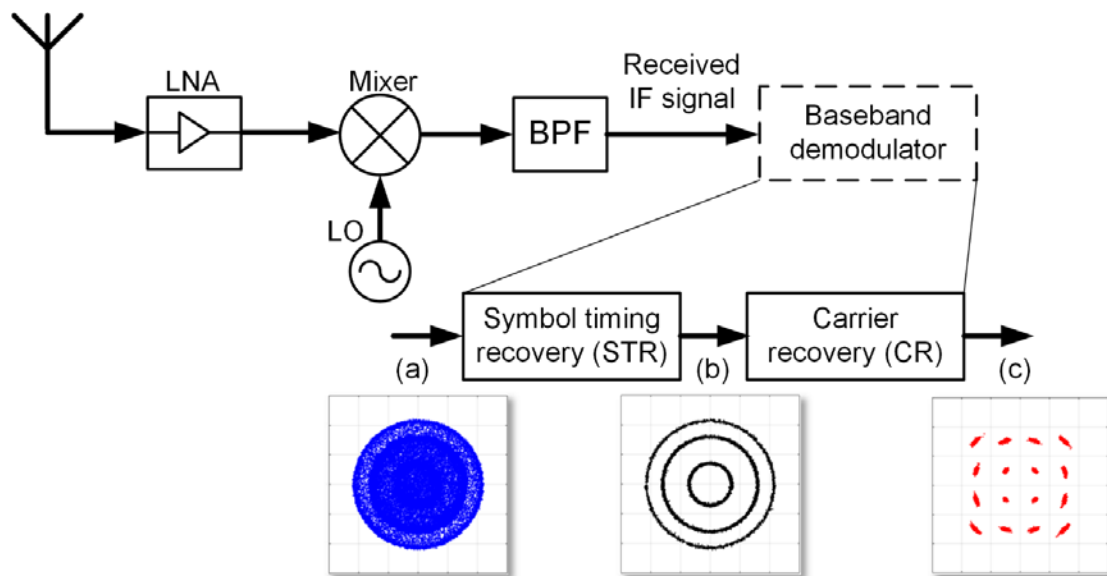 LNA
Mixer
BPF
Received
IF signal
Baseband
demodulator
LO
Symbol timing
recovery (STR)
Carrier
recovery (CR)
(a)
(b)
(c)